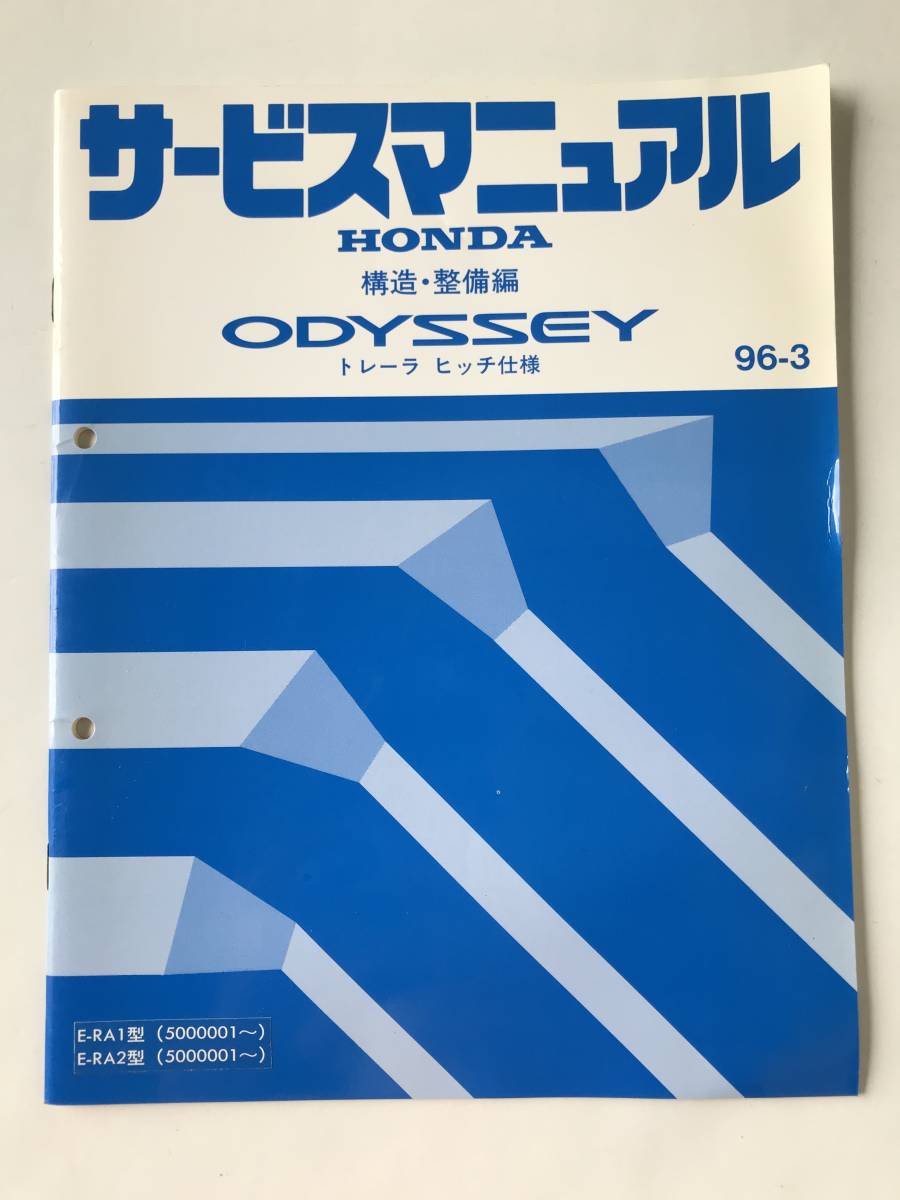 サービスマニュアル
HONDA
構造・整備編
ODYSSEY
トレーラ ヒッチ仕様
96-3
E-RA1型 (5000001〜)
E-RA2型 (5000001〜)